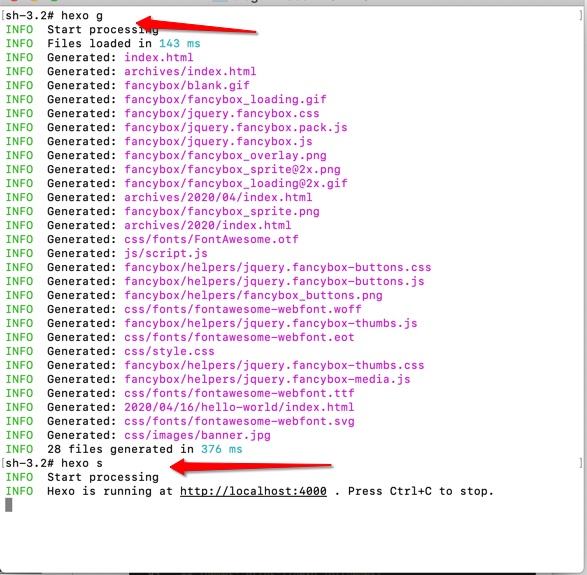 [sh-3.2# hexo g ]
INFO  Start processing
INFO  Files loaded in 143 ms
INFO  Generated: index.html
INFO  Generated: archives/index.html
INFO  Generated: fancybox/blank.gif
INFO  Generated: fancybox/fancybox_loading.gif
INFO  Generated: fancybox/jquery.fancybox.css
INFO  Generated: fancybox/jquery.fancybox.pack.js
INFO  Generated: fancybox/jquery.fancybox.js
INFO  Generated: fancybox/fancybox_overlay.png
INFO  Generated: fancybox/fancybox_sprite@2x.png
INFO  Generated: fancybox/fancybox_loading@2x.gif
INFO  Generated: archives/2020/04/index.html
INFO  Generated: fancybox/fancybox_sprite.png
INFO  Generated: archives/2020/index.html
INFO  Generated: css/fonts/FontAwesome.otf
INFO  Generated: js/script.js
INFO  Generated: fancybox/helpers/jquery.fancybox-buttons.css
INFO  Generated: fancybox/helpers/jquery.fancybox-buttons.js
INFO  Generated: fancybox/helpers/fancybox_buttons.png
INFO  Generated: css/fonts/fontawesome-webfont.woff
INFO  Generated: fancybox/helpers/jquery.fancybox-thumbs.js
INFO  Generated: css/fonts/fontawesome-webfont.eot
INFO  Generated: css/style.css
INFO  Generated: fancybox/helpers/jquery.fancybox-thumbs.css
INFO  Generated: fancybox/helpers/jquery.fancybox-media.js
INFO  Generated: css/fonts/fontawesome-webfont.ttf
INFO  Generated: 2020/04/16/hello-world/index.html
INFO  Generated: css/fonts/fontawesome-webfont.svg
INFO  Generated: css/images/banner.jpg
INFO  28 files generated in 376 ms
[sh-3.2# hexo s ]
INFO  Start processing
INFO  Hexo is running at http://localhost:4000 . Press Ctrl+C to stop.